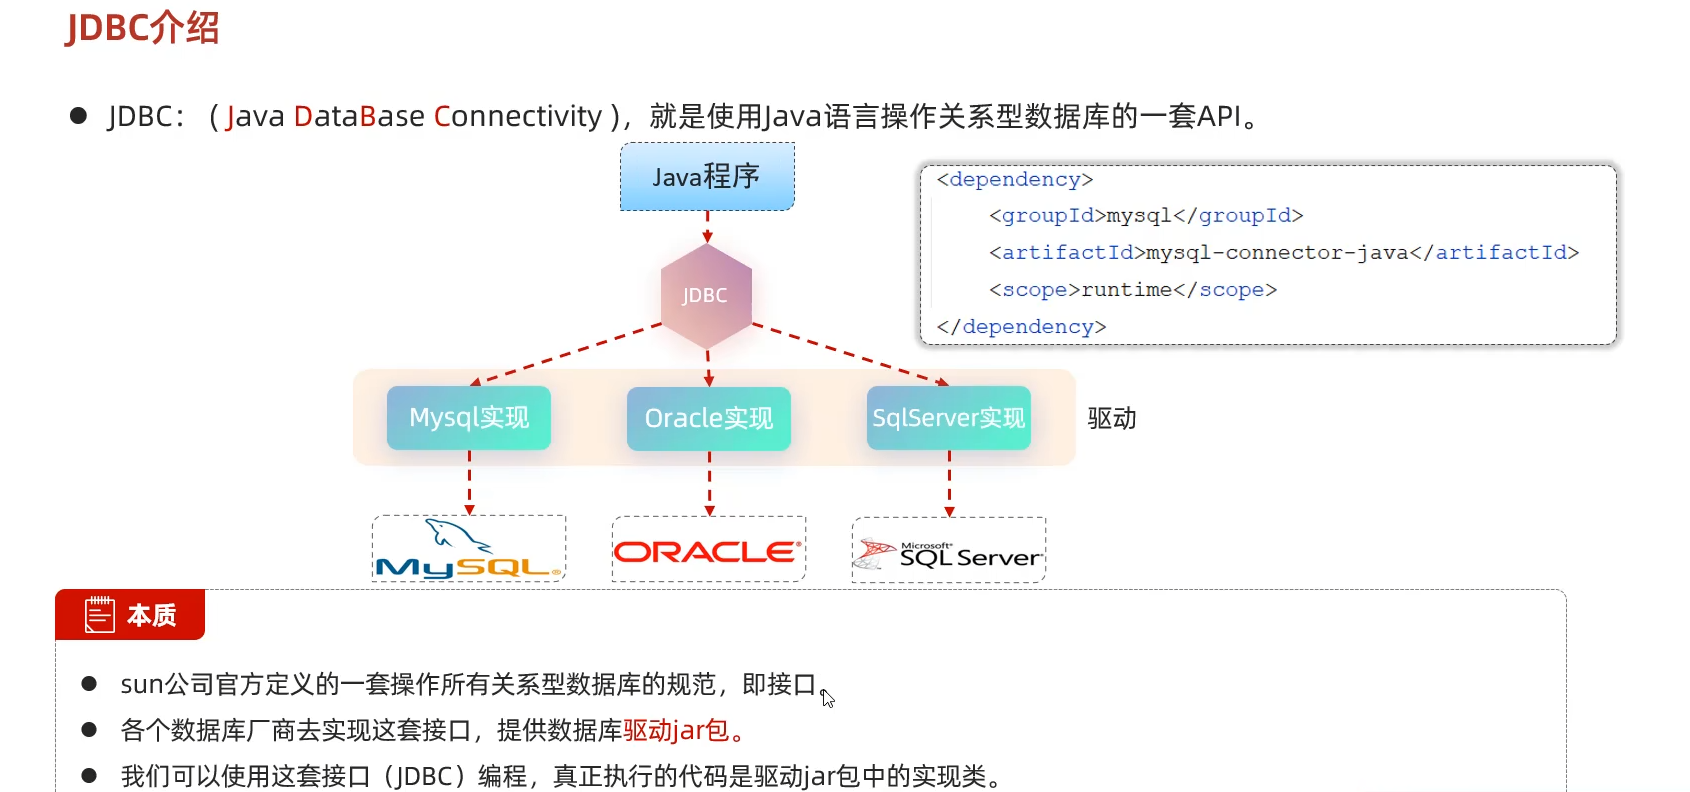 JDBC介绍
JDBC：（Java DataBase Connectivity），就是使用Java语言操作关系型数据库的一套API。
Java程序
<dependency>
<groupId>mysql</groupId>
<artifactId>mysql-connector-java</artifactId>
<scope>runtime</scope>
</dependency>
JDBC
Mysql实现
Oracle实现
SqlServer实现
驱动
MySQL®
ORACLE®
Microsoft®
SQL Server
本质
sun公司官方定义的一套操作所有关系型数据库的规范，即接口。
各个数据库厂商去实现这套接口，提供数据库驱动jar包。
我们可以使用这套接口（JDBC）编程，真正执行的代码是驱动jar包中的实现类。